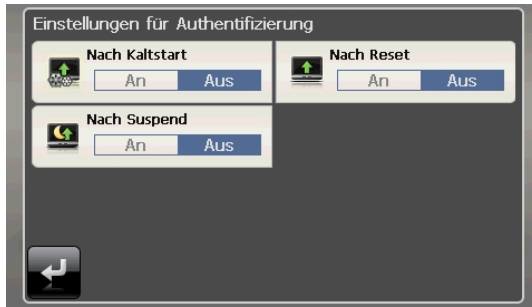 Einstellungen für Authentifizierung
Nach Kaltstart
An Aus
Nach Reset
An Aus
Nach Suspend
An Aus